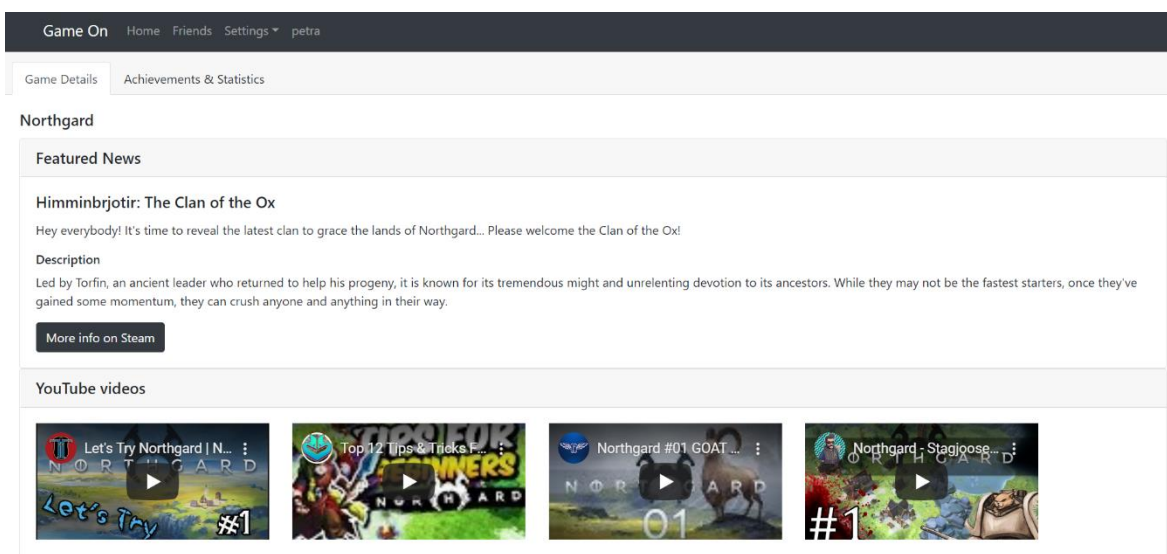 Game On Home Friends Settings petra
Game Details Achievements & Statistics
Northgard
Featured News
Himminbrjotir: The Clan of the Ox
Hey everybody! It's time to reveal the latest clan to grace the lands of Northgard... Please welcome the Clan of the Ox!
Description
Led by Torfin, an ancient leader who returned to help his progeny, it is known for its tremendous might and unrelenting devotion to its ancestors. While they may not be the fastest starters, once they've
gained some momentum, they can crush anyone and anything in their way.
More info on Steam
YouTube videos
Let's Try Northgard | N...
NORTHGARD
Let's Try #1
Top 12 Tips & Tricks F...
TIPS FOR
BEGINNERS
NORTHGARD
Northgard #01 GOAT ...
NORTHGARD
01
Northgard - Stagjoose...
NORTHGARD
#1